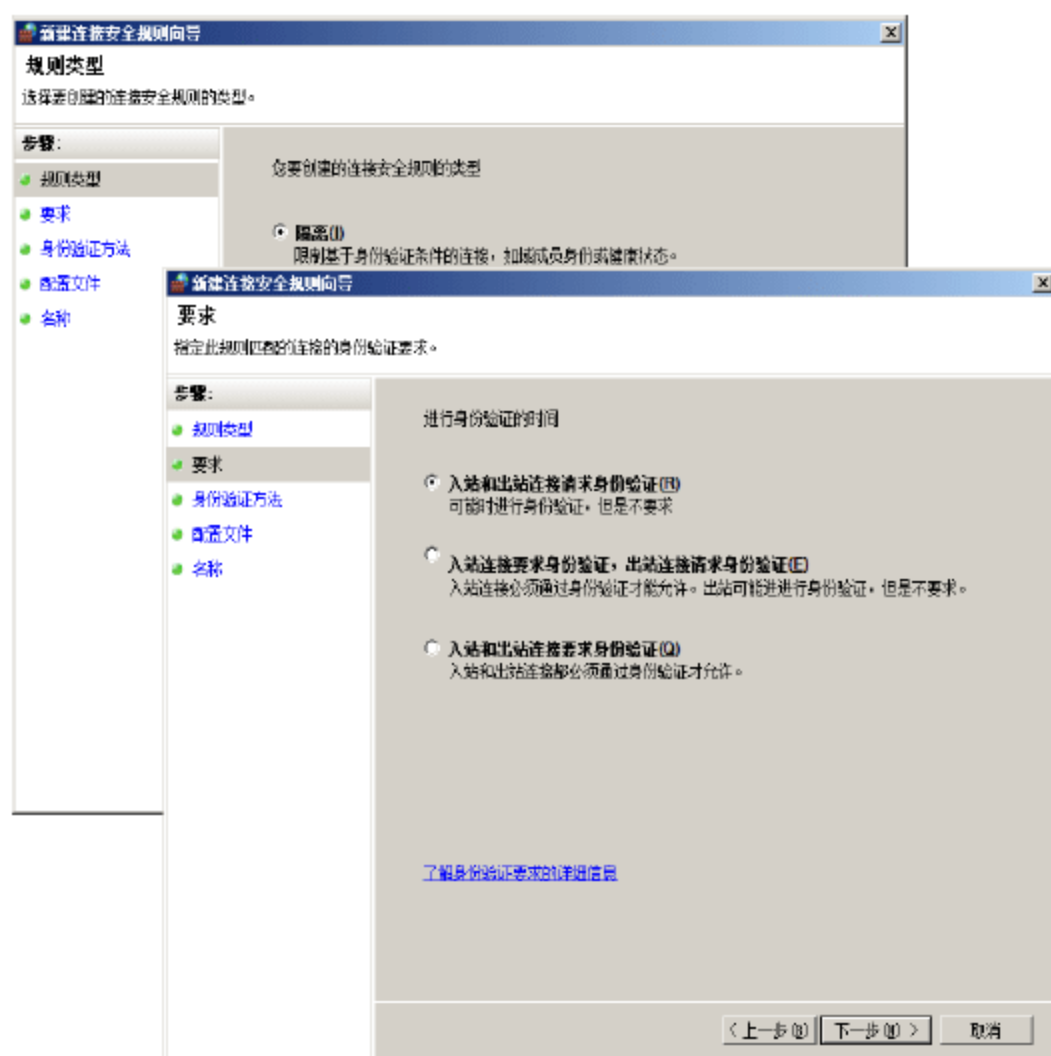 新建连接安全规则向导
规则类型
选择要创建的连接安全规则的类型。
步骤:
规则类型
要求
身份验证方法
配置文件
名称
您要创建的连接安全规则的类型
隔离(I)
限制基于身份验证条件的连接，如域成员身份或健康状态。
新建连接安全规则向导
要求
指定此规则匹配的连接的身份验证要求。
步骤:
规则类型
要求
身份验证方法
配置文件
名称
进行身份验证的时间
入站和出站连接请求身份验证(R)
可能时进行身份验证，但是不要求
入站连接要求身份验证，出站连接请求身份验证(E)
入站连接必须通过身份验证才能允许。出站可能进进行身份验证，但是不要求。
入站和出站连接要求身份验证(Q)
入站和出站连接都必须通过身份验证才允许。
了解身份验证要求的详细信息
<上一步(B) 下一步(N)> 取消